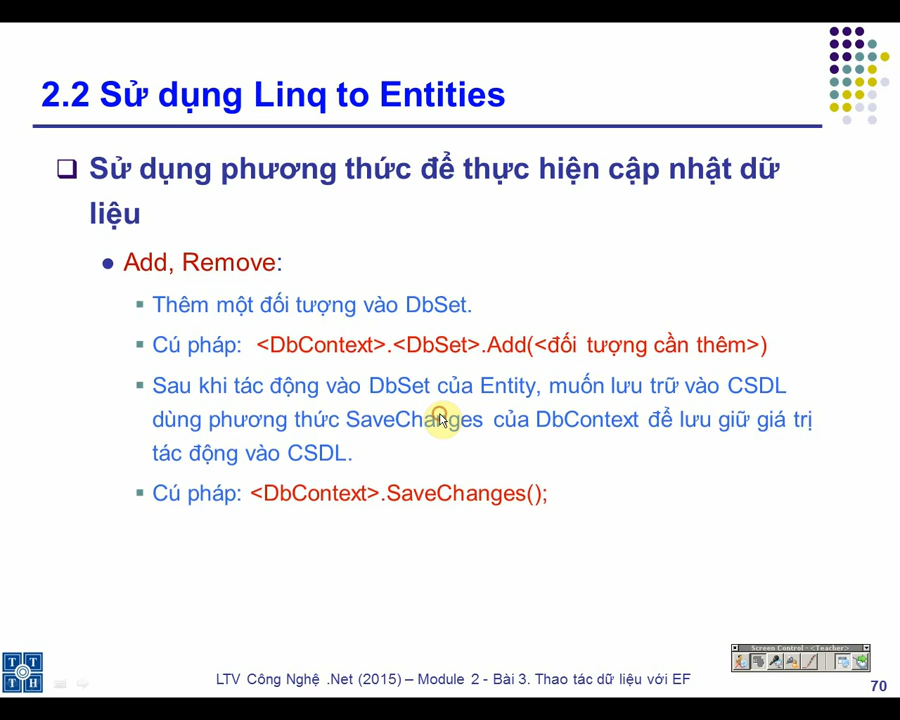 2.2 Sử dụng Linq to Entities
Sử dụng phương thức để thực hiện cập nhật dữ
liệu
Add, Remove:
Thêm một đối tượng vào DbSet.
Cú pháp: <DbContext>.<DbSet>.Add(<đối tượng cần thêm>)
Sau khi tác động vào DbSet của Entity, muốn lưu trữ vào CSDL
dùng phương thức SaveChanges của DbContext để lưu giữ giá trị
tác động vào CSDL.
Cú pháp: <DbContext>.SaveChanges();
Screen Control - <Teacher>
T T
T H
LTV Công Nghệ .Net (2015) – Module 2 - Bài 3. Thao tác dữ liệu với EF
70